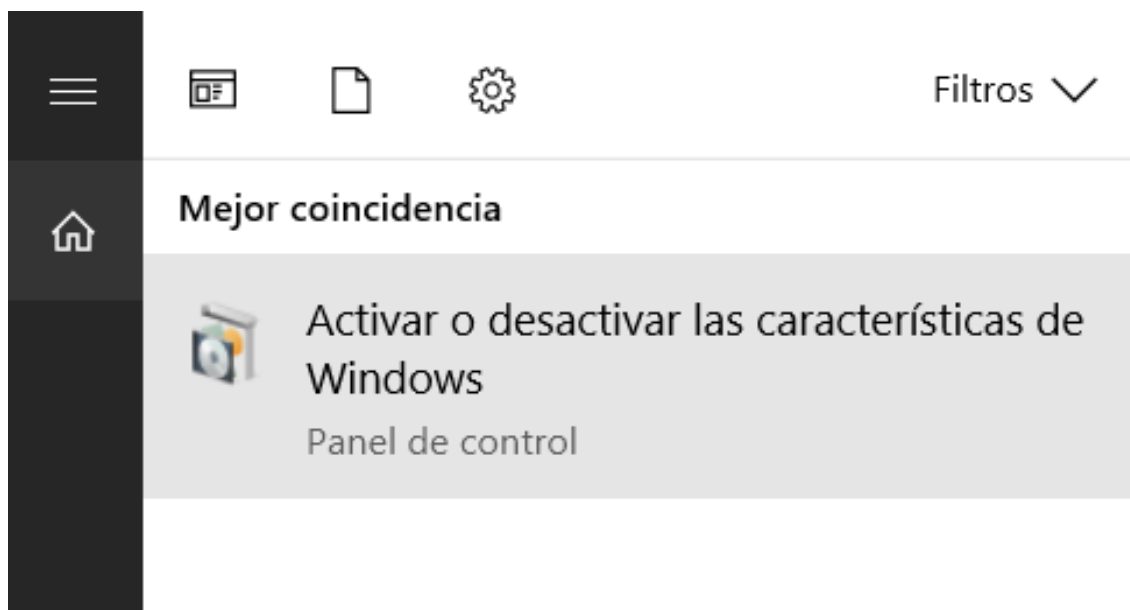 Filtros
Mejor coincidencia
Activar o desactivar las características de
Windows
Panel de control